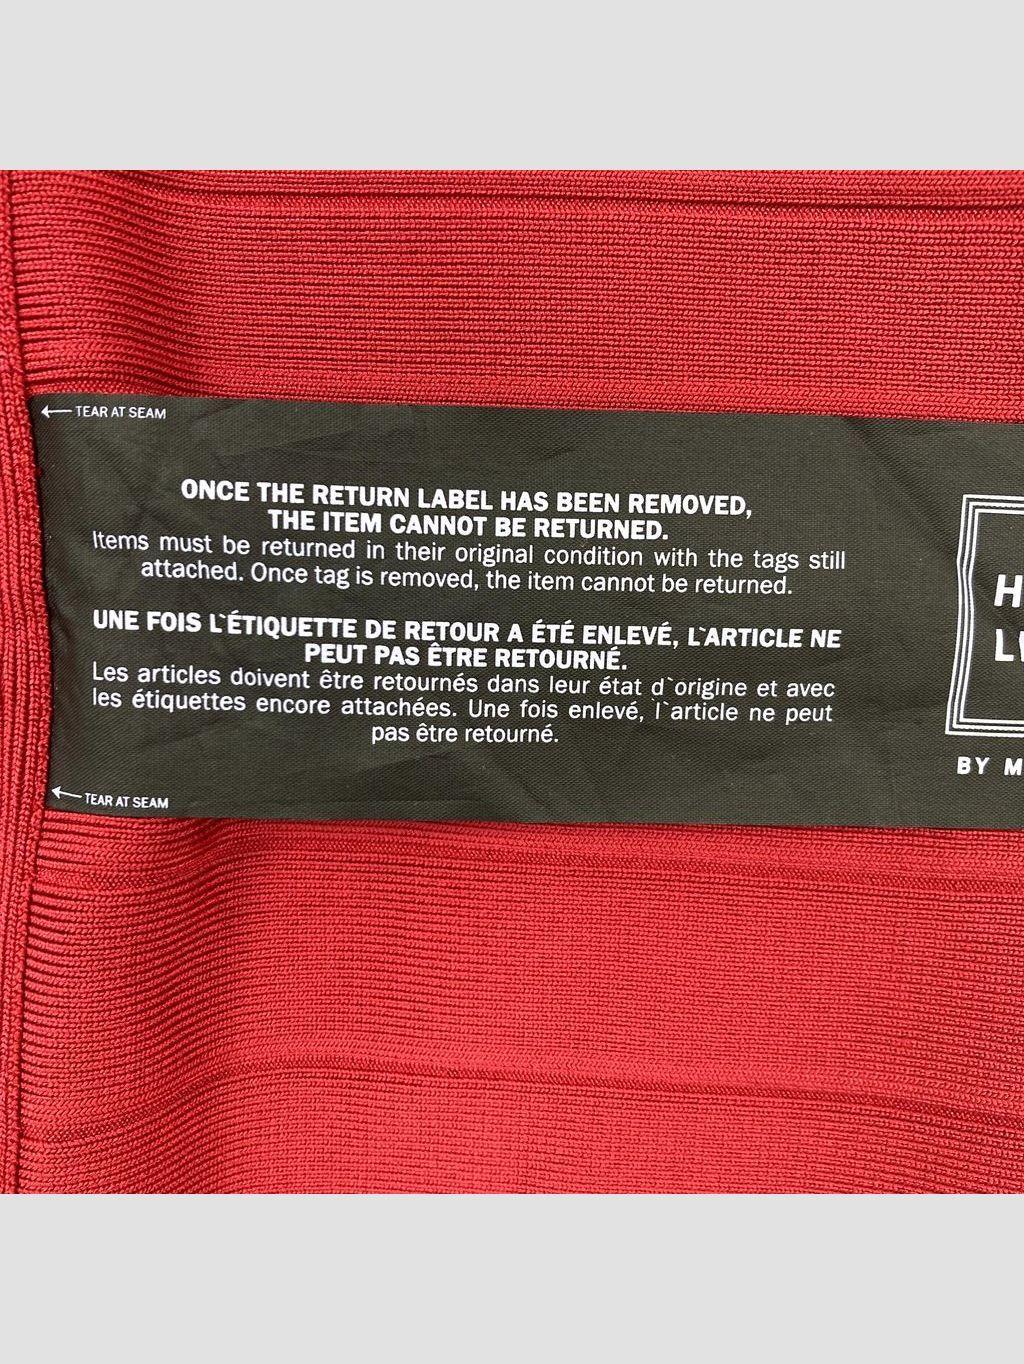 TEAR AT SEAM
ONCE THE RETURN LABEL HAS BEEN REMOVED,
THE ITEM CANNOT BE RETURNED.
Items must be returned in their original condition with the tags still
attached. Once tag is removed, the item cannot be returned.
UNE FOIS L`ÉTIQUETTE DE RETOUR A ÉTÉ ENLEVÉ, L`ARTICLE NE
PEUT PAS ÊTRE RETOURNÉ.
Les articles doivent être retournés dans leur état d`origine et avec
les étiquettes encore attachées. Une fois enlevé, l`article ne peut
pas être retourné.
TEAR AT SEAM
BY